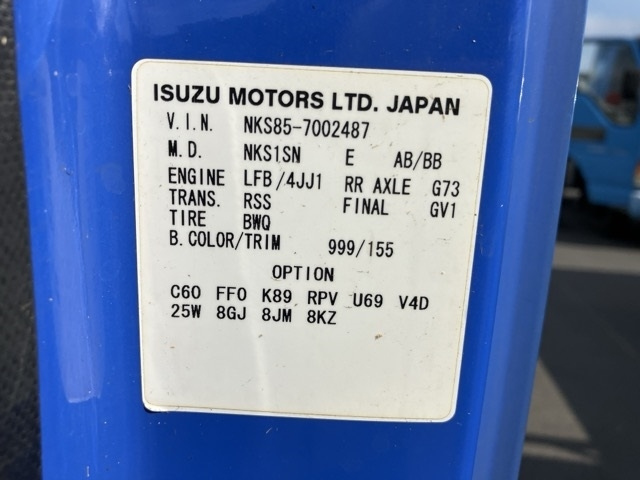 ISUZU MOTORS LTD. JAPAN
V.I.N. NKS85-7002487
M.D. NKS1SN E AB/BB
ENGINE LFB/4JJ1 RR AXLE G73
TRANS. RSS FINAL GV1
TIRE BWQ
B.COLOR/TRIM 999/155
OPTION
C60 FF0 K89 RPV U69 V4D
25W 8GJ 8JM 8KZ